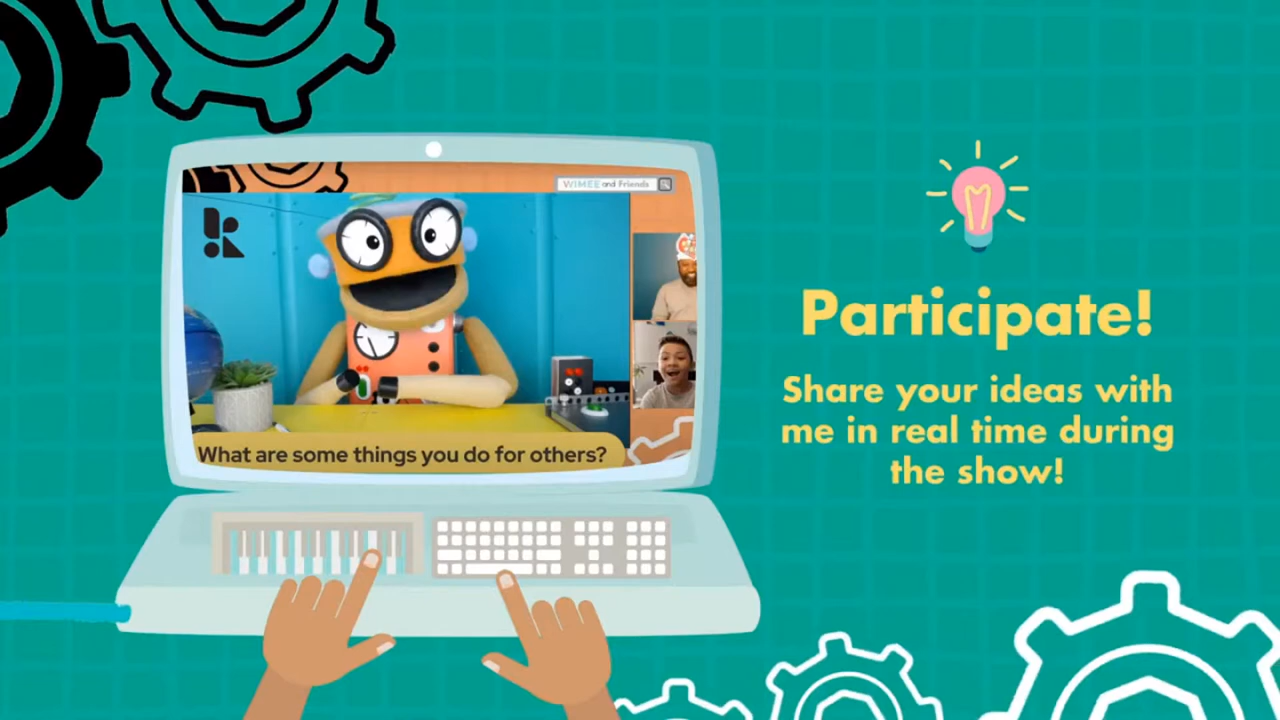 WIMEE and Friends
What are some things you do for others?
Participate!
Share your ideas with
me in real time during
the show!